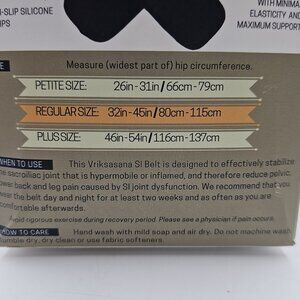 -SLIP SILICONE
IPS
WITH MINIMA
ELASTICITY AND
MAXIMUM SUPPORT
E
Measure (widest part of) hip circumference.
PETITE SIZE: 26in - 31in / 66cm - 79cm
REGULAR SIZE: 32in - 45in / 80cm - 115cm
PLUS SIZE: 46in - 54in / 116cm - 137cm
WHEN TO USE This Vriksasana SI Belt is designed to effectively stabilize
he sacroiliac joint that is hypermobile or inflamed, and therefore reduce pelvic,
ower back and leg pain caused by SI joint dysfunction. We recommend that you
ear the belt day and night for at least two weeks and as often as you are
omfortable afterwards.
Avoid rigorous exercise during recovery period. Please see a physician if pain occurs.
HOW TO CARE Hand wash with mild soap and air dry. Do not machine wash,
umble dry, dry clean or use fabric softeners.